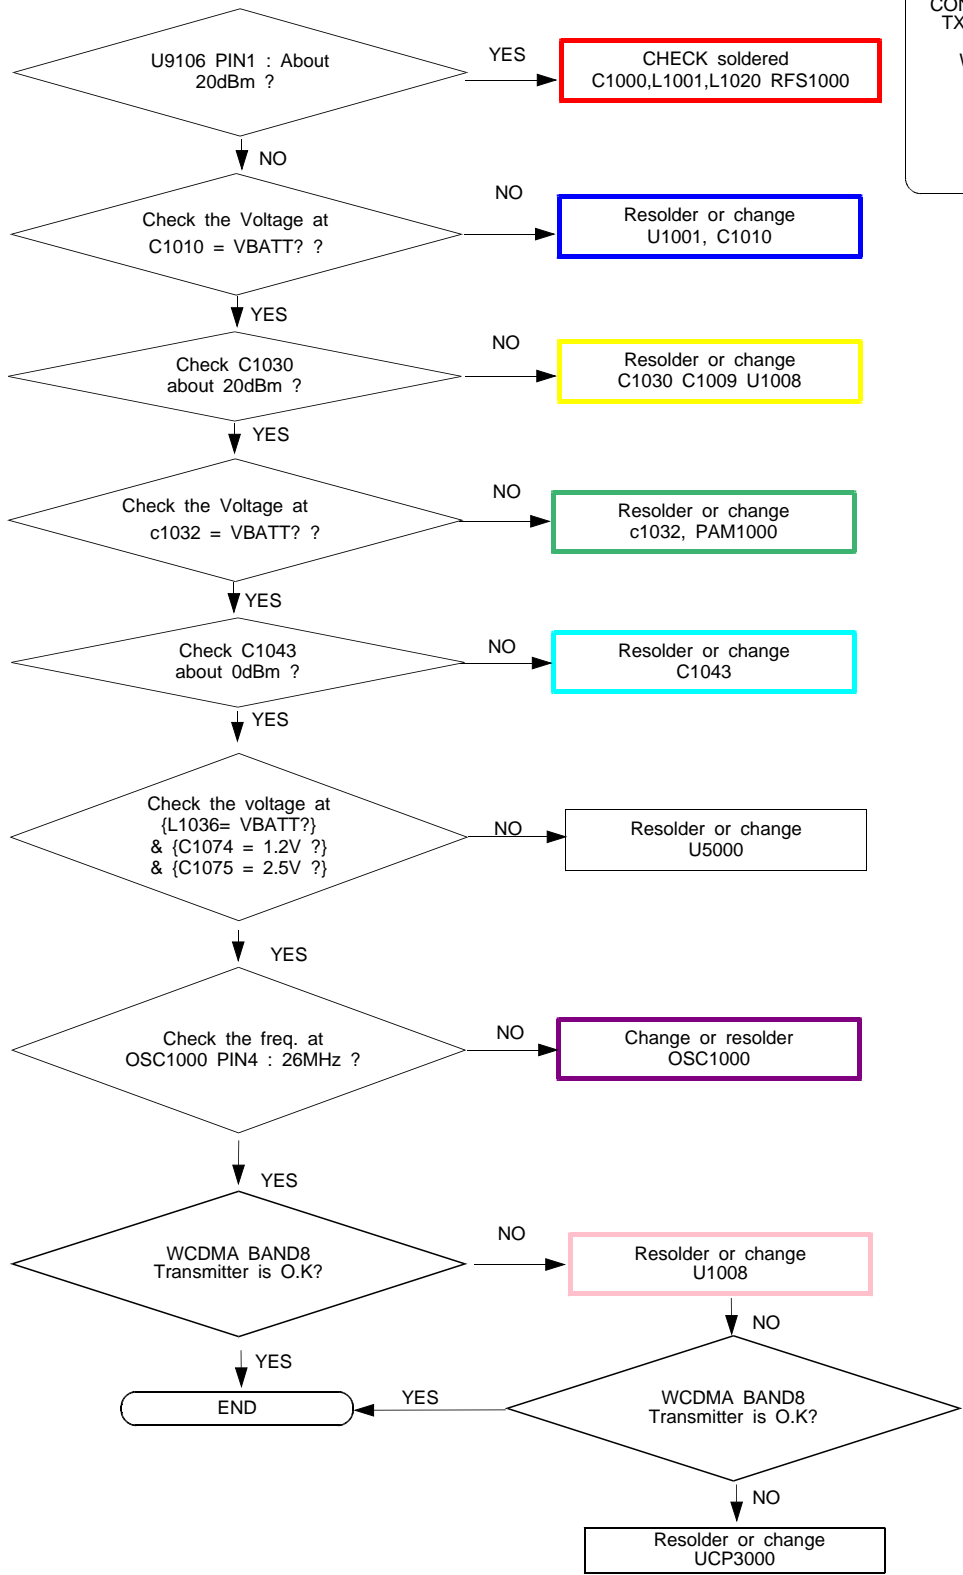 CON
TX
W
U9106 PIN1 : About
20dBm ?
YES
CHECK soldered
C1000,L1001,L1020 RFS1000
NO
Check the Voltage at
C1010 = VBATT? ?
NO
Resolder or change
U1001, C1010
YES
Check C1030
about 20dBm ?
NO
Resolder or change
C1030 C1009 U1008
YES
Check the Voltage at
c1032 = VBATT? ?
NO
Resolder or change
c1032, PAM1000
YES
Check C1043
about 0dBm ?
NO
Resolder or change
C1043
YES
Check the voltage at
{L1036= VBATT?}
& {C1074 = 1.2V ?}
& {C1075 = 2.5V ?}
NO
Resolder or change
U5000
YES
Check the freq. at
OSC1000 PIN4 : 26MHz ?
NO
Change or resolder
OSC1000
YES
WCDMA BAND8
Transmitter is O.K?
NO
Resolder or change
U1008
NO
YES
END
YES
WCDMA BAND8
Transmitter is O.K?
NO
Resolder or change
UCP3000